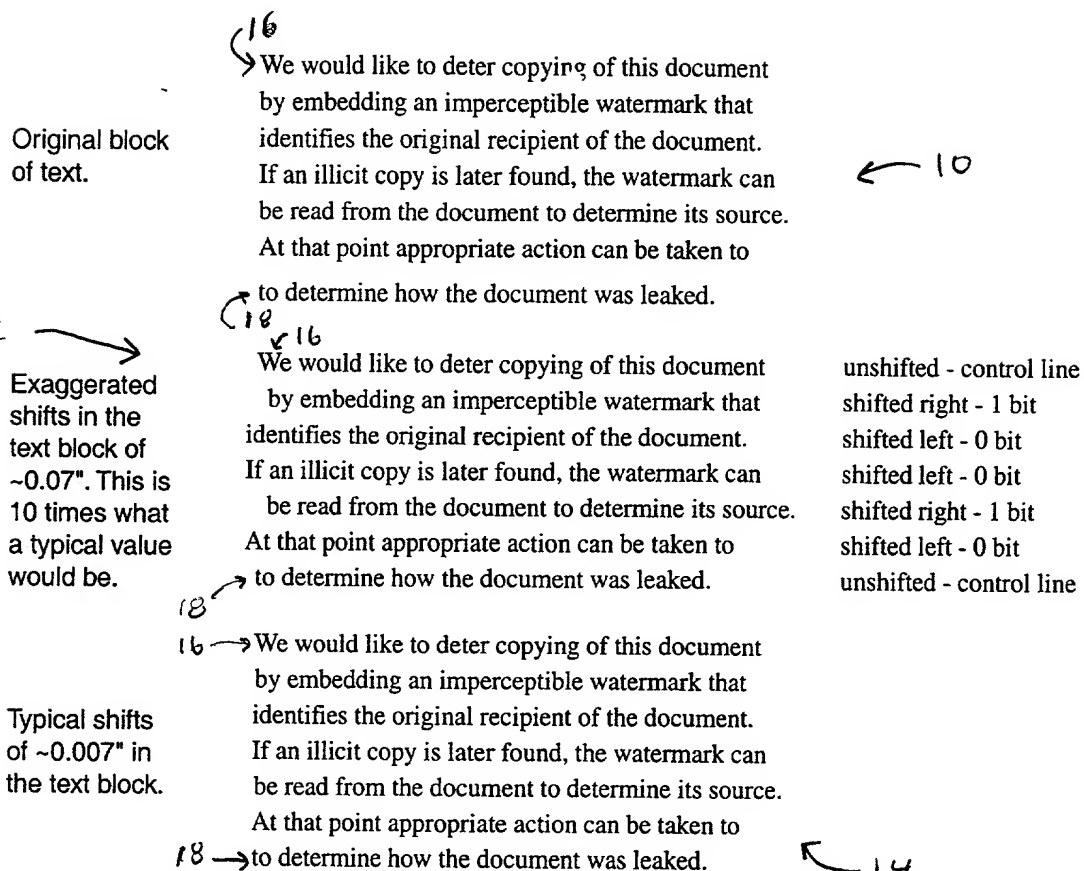 16
We would like to deter copying of this document
by embedding an imperceptible watermark that
identifies the original recipient of the document.
If an illicit copy is later found, the watermark can
be read from the document to determine its source.
At that point appropriate action can be taken to
to determine how the document was leaked.
Original block
of text.
10
18
16
We would like to deter copying of this document
by embedding an imperceptible watermark that
identifies the original recipient of the document.
If an illicit copy is later found, the watermark can
be read from the document to determine its source.
At that point appropriate action can be taken to
to determine how the document was leaked.
Exaggerated
shifts in the
text block of
~0.07". This is
10 times what
a typical value
would be.
unshifted - control line
shifted right - 1 bit
shifted left - 0 bit
shifted left - 0 bit
shifted right - 1 bit
shifted left - 0 bit
unshifted - control line
18
16
We would like to deter copying of this document
by embedding an imperceptible watermark that
identifies the original recipient of the document.
If an illicit copy is later found, the watermark can
be read from the document to determine its source.
At that point appropriate action can be taken to
to determine how the document was leaked.
Typical shifts
of ~0.007" in
the text block.
18
14